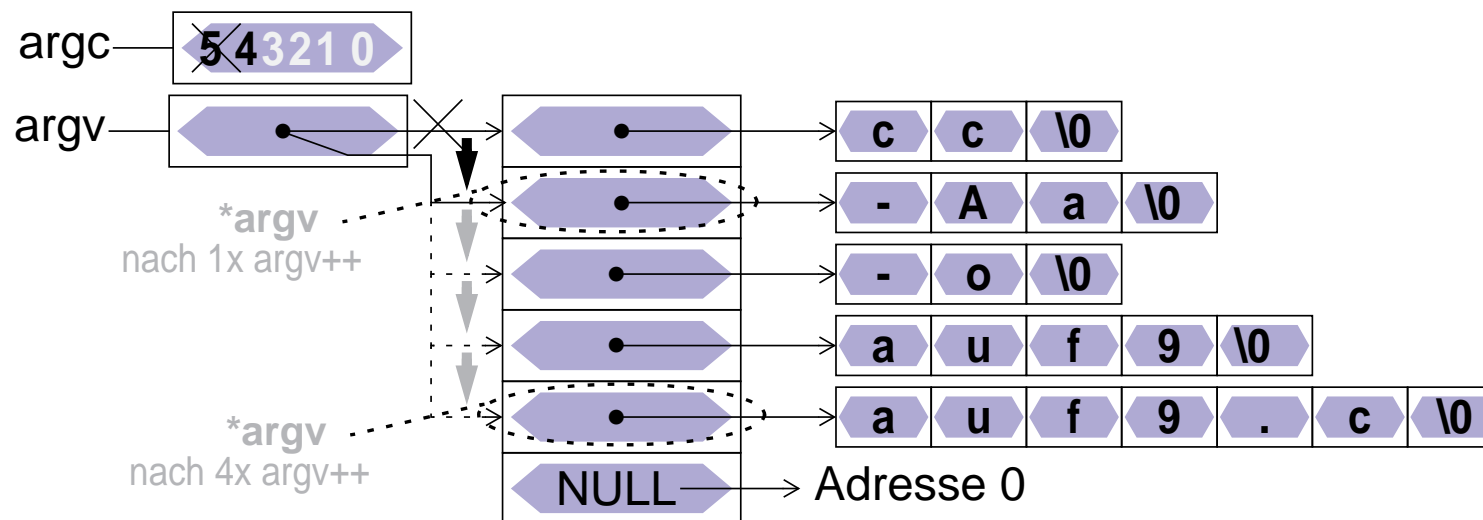 argc 5 4 3 2 1 0
argv
c c \0
- A a \0
*argv
nach 1x argv++
- o \0
a u f 9 \0
a u f 9 . c \0
*argv
nach 4x argv++
NULL Adresse 0